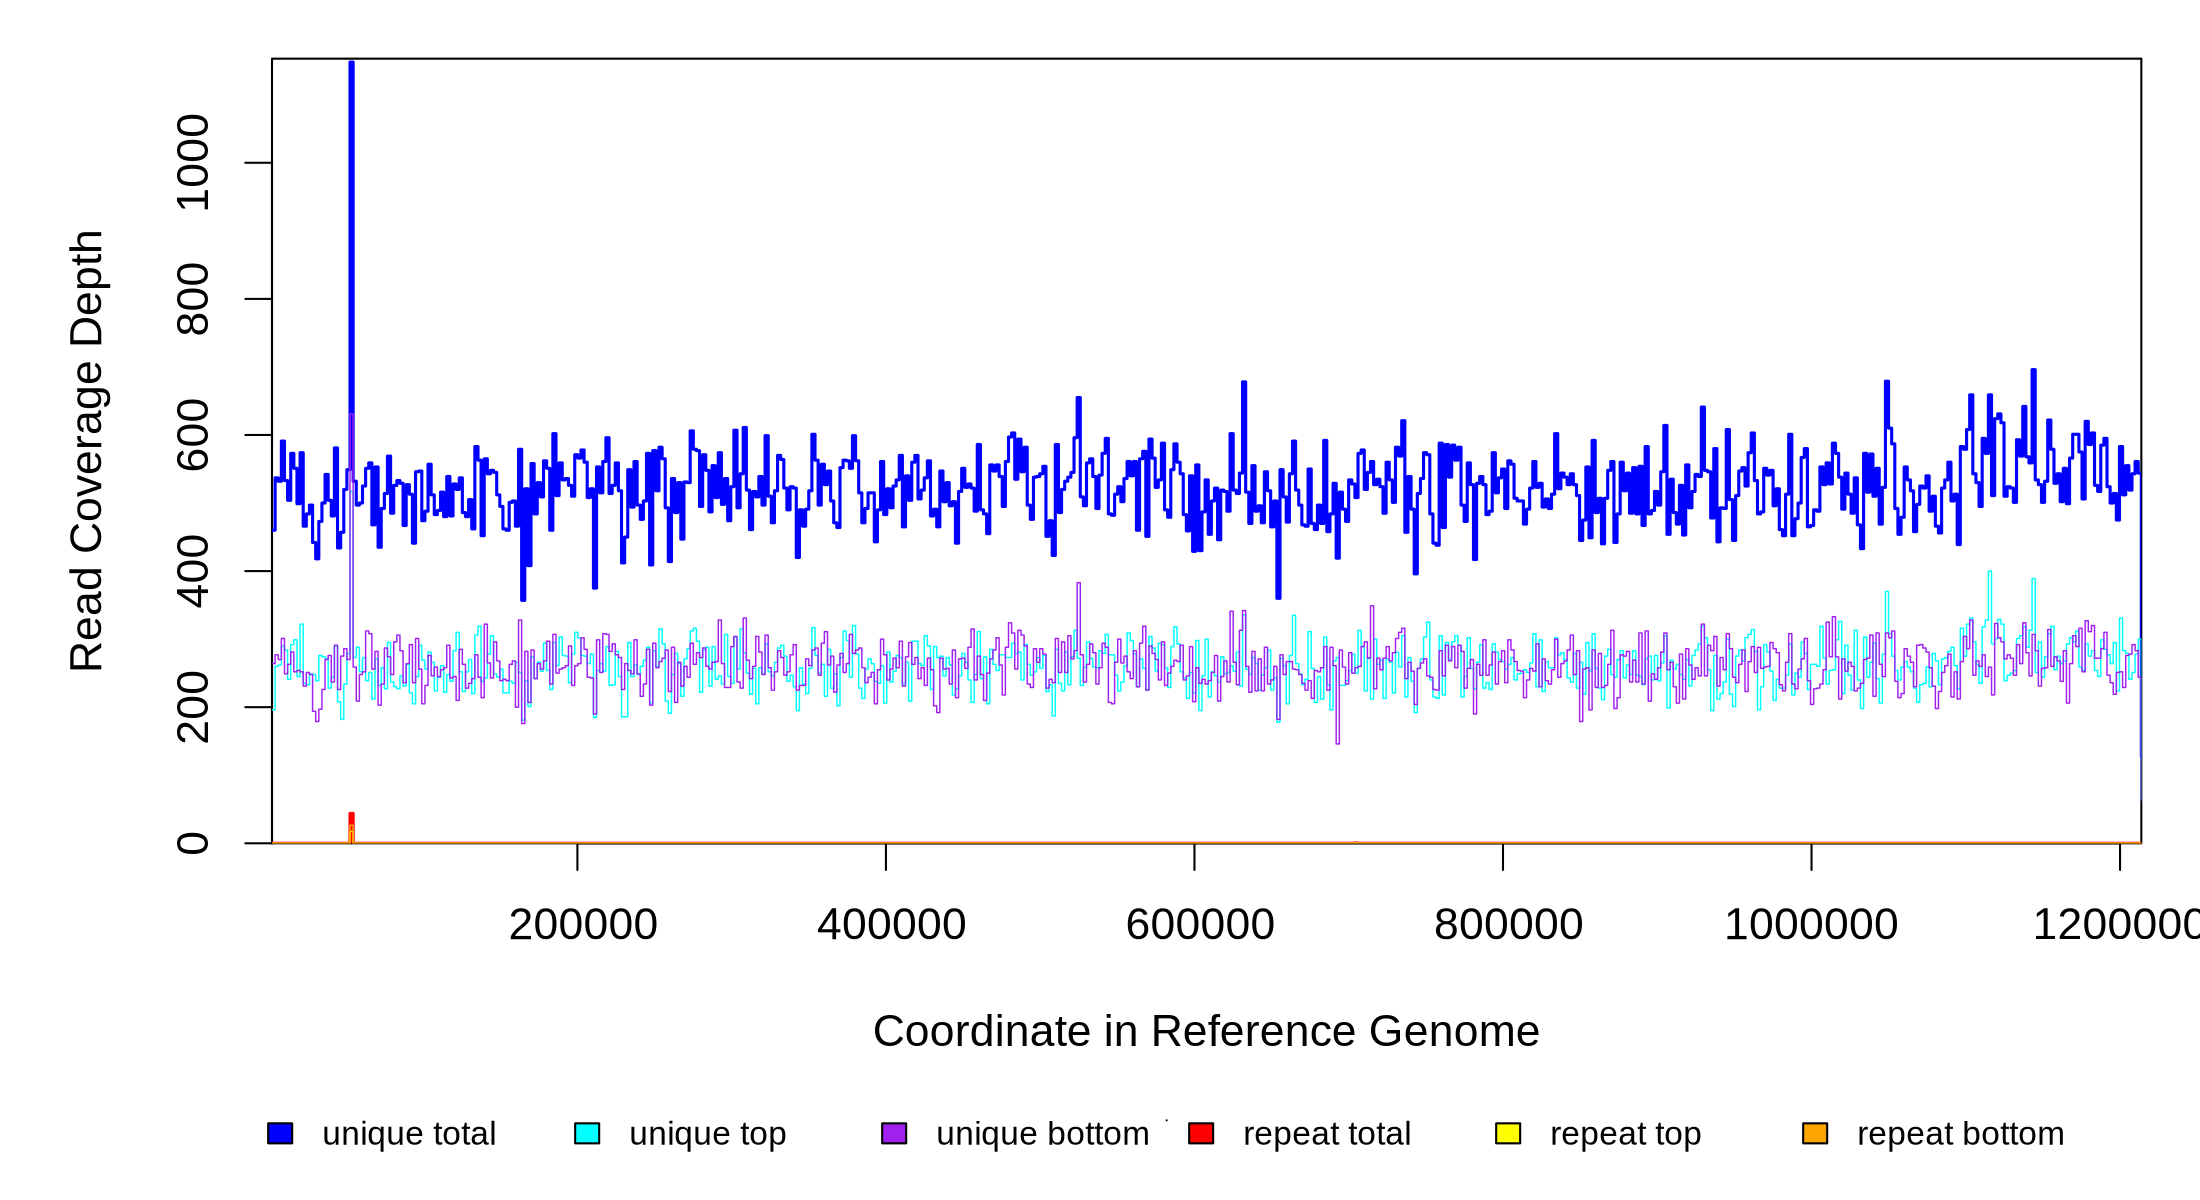 Read Coverage Depth
1000
800
600
400
200
0
200000 400000 600000 800000 1000000 1200000
Coordinate in Reference Genome
unique total unique top unique bottom repeat total repeat top repeat bottom